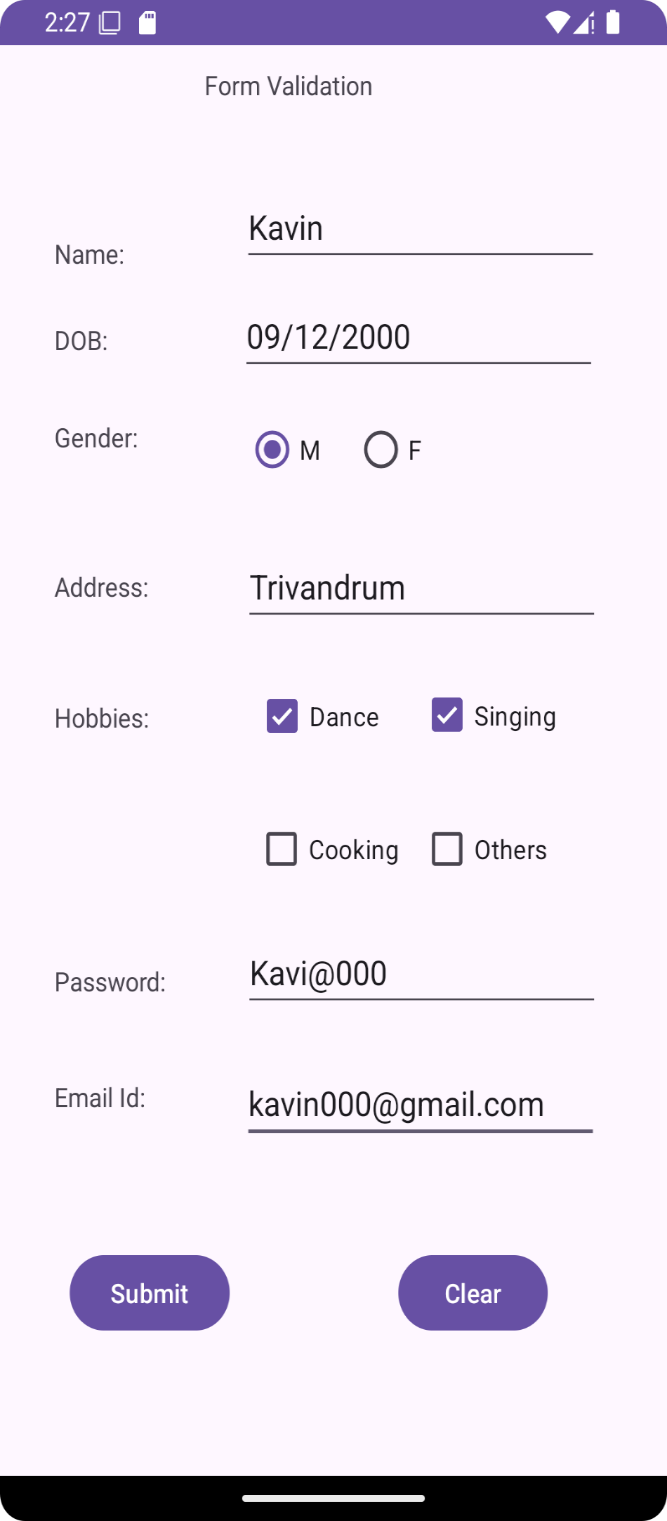 2:27
Form Validation
Name: Kavin
DOB: 09/12/2000
Gender: M F
Address: Trivandrum
Hobbies: Dance Singing
Cooking Others
Password: Kavi@000
Email Id: kavin000@gmail.com
Submit Clear